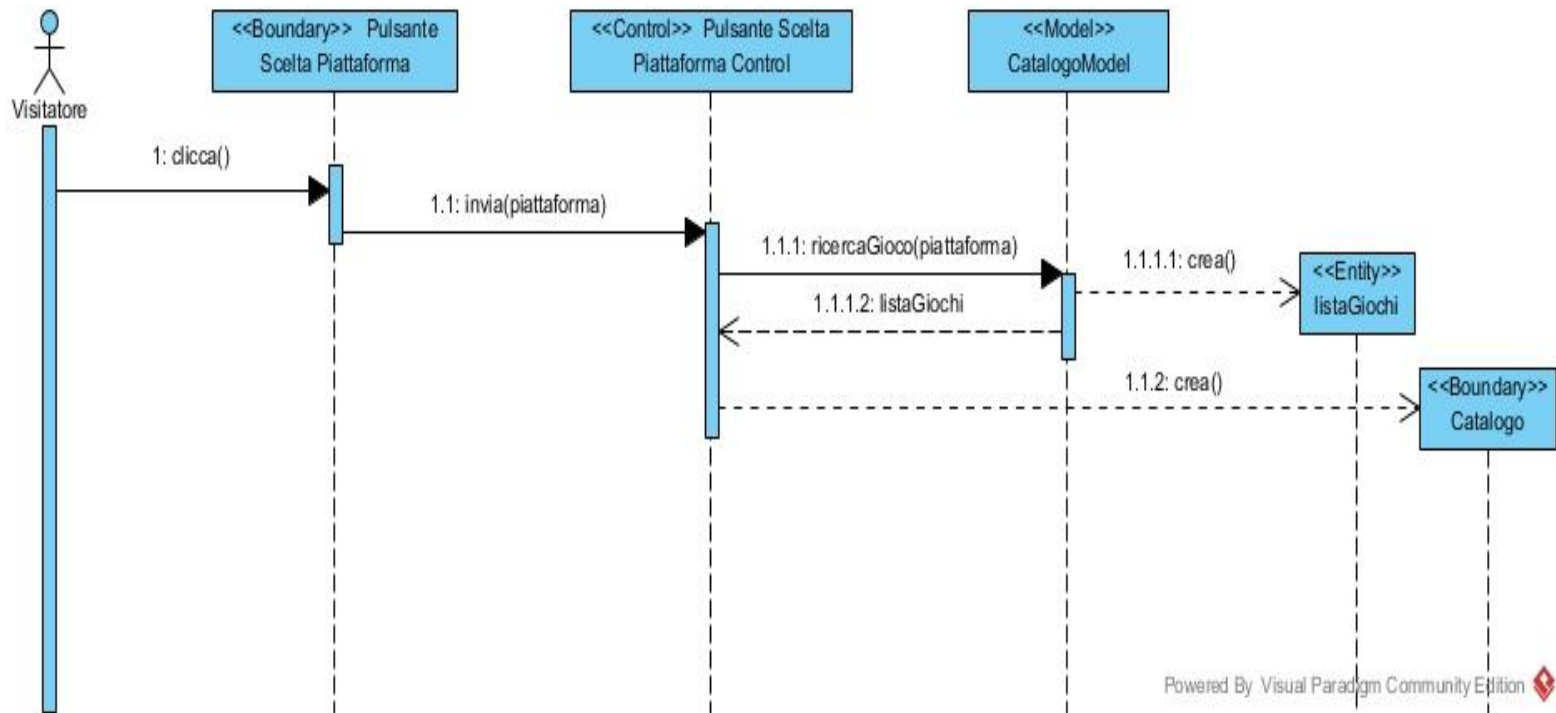 <<Boundary>> Pulsante
Scelta Piattaforma
<<Control>> Pulsante Scelta
Piattaforma Control
<<Model>>
CatalogoModel
Visitatore
1: clicca()
1.1: invia(piattaforma)
1.1.1: ricercaGioco(piattaforma)
1.1.1.1: crea()
<<Entity>>
listaGiochi
1.1.1.2: listaGiochi
1.1.2: crea()
<<Boundary>>
Catalogo
Powered By Visual Paradigm Community Edition